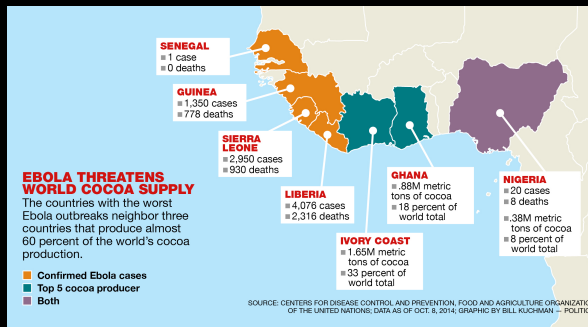 SENEGAL
1 case
0 deaths
GUINEA
1,350 cases
778 deaths
SIERRA
LEONE
2,950 cases
930 deaths
LIBERIA
4,076 cases
2,316 deaths
GHANA
.88M metric
tons of cocoa
18 percent of
world total
IVORY COAST
1.65M metric
tons of cocoa
33 percent of
world total
NIGERIA
20 cases
8 deaths
.38M metric
tons of cocoa
8 percent of
world total
EBOLA THREATENS
WORLD COCOA SUPPLY
The countries with the worst
Ebola outbreaks neighbor three
countries that produce almost
60 percent of the world's cocoa
production.
Confirmed Ebola cases
Top 5 cocoa producer
Both
SOURCE: CENTERS FOR DISEASE CONTROL AND PREVENTION, FOOD AND AGRICULTURE ORGANIZATIO
OF THE UNITED NATIONS; DATA AS OF OCT. 8, 2014; GRAPHIC BY BILL KUCHMAN — POLIT